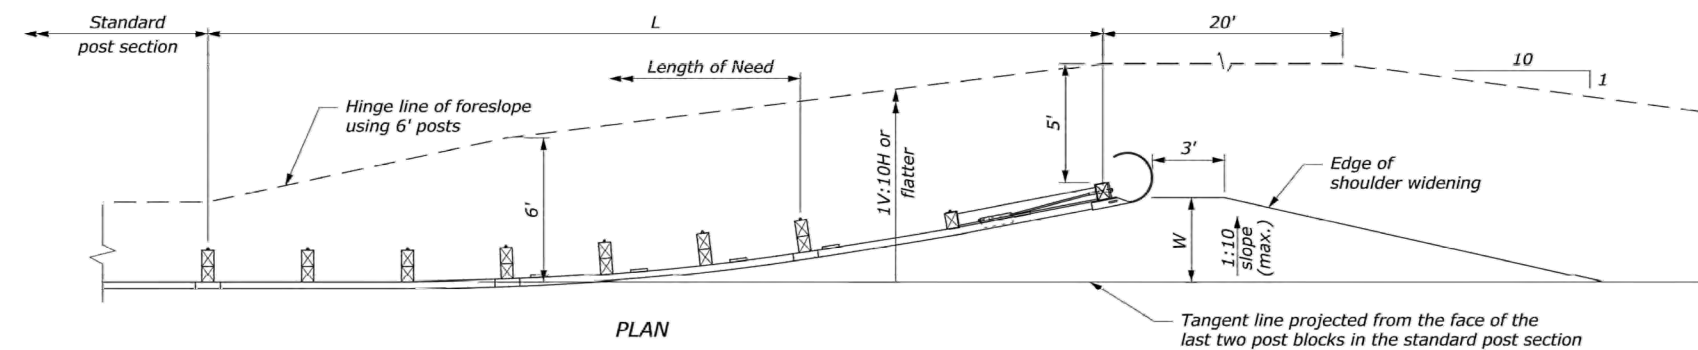 Standard
post section
L
20'
Length of Need
10
1
Hinge line of foreslope
using 6' posts
5'
3'
Edge of
shoulder widening
1V:10H or
flatter
6'
W
1:10
slope
(max.)
PLAN
Tangent line projected from the face of the
last two post blocks in the standard post section